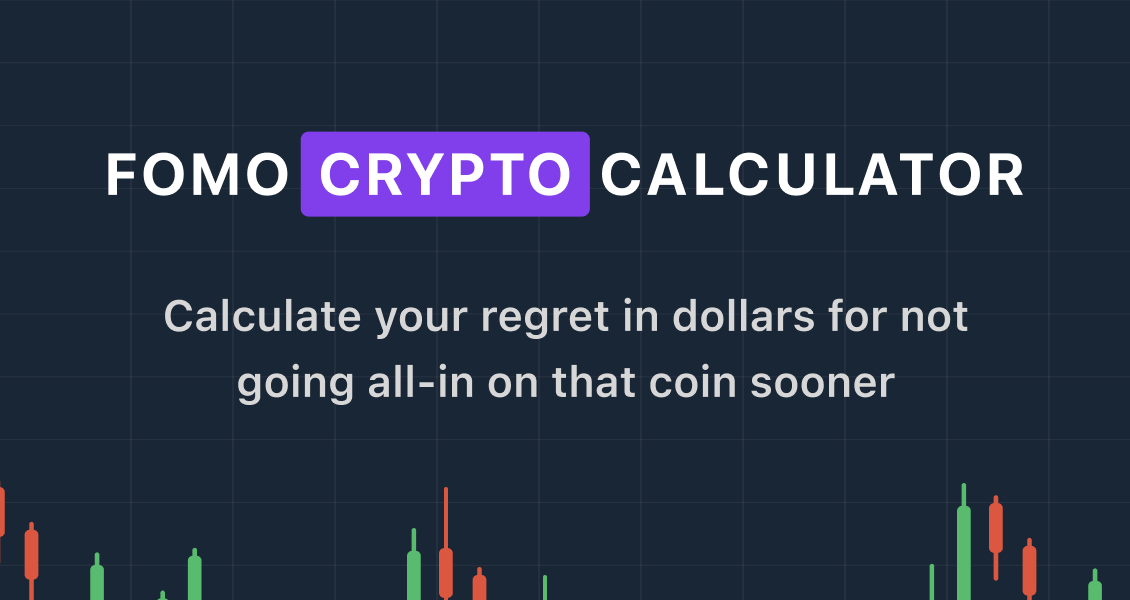 FOMO CRYPTO CALCULATOR
Calculate your regret in dollars for not
going all-in on that coin sooner